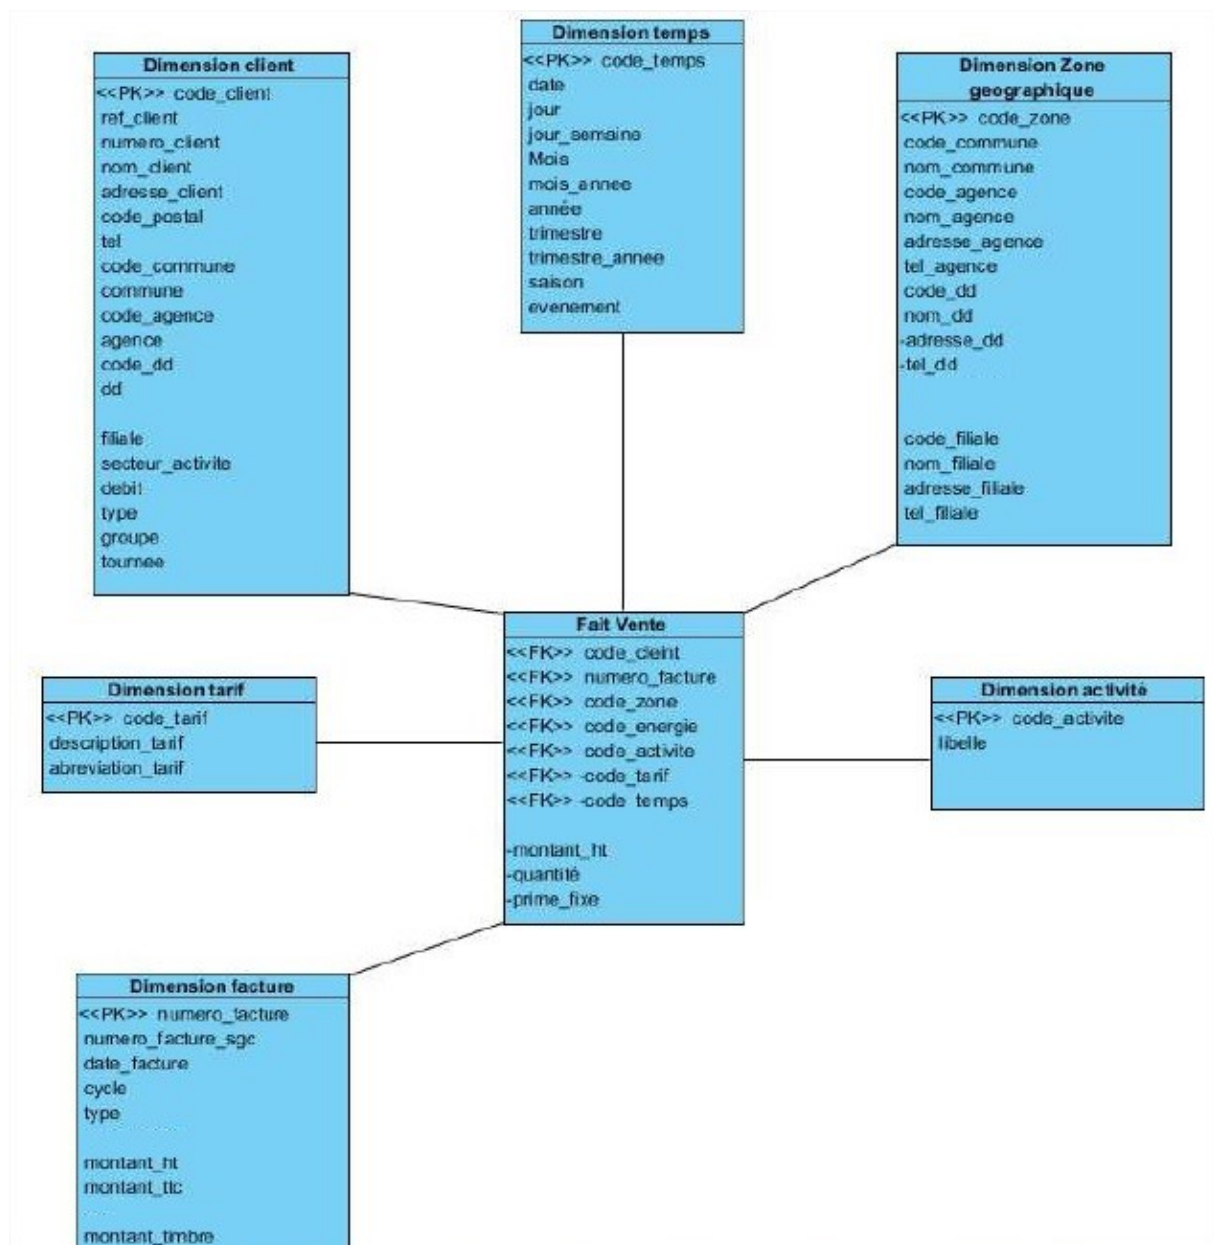 Dimension client
<<PK>> code_client
ref_client
numero_client
nom_client
adresse_client
code_postal
tel
code_commune
commune
code_agence
agence
code_dd
dd
filiale
secteur_activite
debit
type
groupe
tournee
Dimension temps
<<PK>> code_temps
date
jour
jour_semaine
Mois
mois_annee
année
trimestre
trimestre_annee
saison
evenement
Dimension Zone
geographique
<<PK>> code_zone
code_commune
nom_commune
code_agence
nom_agence
adresse_agence
tel_agence
code_dd
nom_dd
-adresse_dd
-tel_dd
code_filiale
nom_filiale
adresse_filiale
tel_filiale
Dimension tarif
<<PK>> code_tarif
description_tarif
abreviation_tarif
Fait Vente
<<FK>> code_cleint
<<FK>> numero_facture
<<FK>> code_zone
<<FK>> code_energie
<<FK>> code_activite
<<FK>> -code_tarif
<<FK>> -code_temps
-montant_ht
-quantité
-prime_fixe
Dimension activité
<<PK>> code_activite
libelle
Dimension facture
<<PK>> numero_facture
numero_facture_sgc
date_facture
cycle
type
montant_ht
montant_ttc
montant_timbre